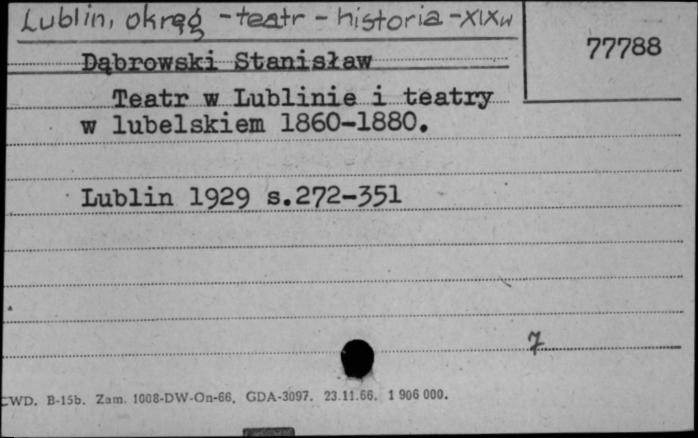 Lublin, okręg - teatr - historia - XIXw
77788
Dąbrowski Stanisław
Teatr w Lublinie i teatry
w lubelskiem 1860-1880.
Lublin 1929 s.272-351
7
CWD. B-15b. Zam. 1008-DW-On-66. GDA-3097. 23.11.66. 1 906 000.